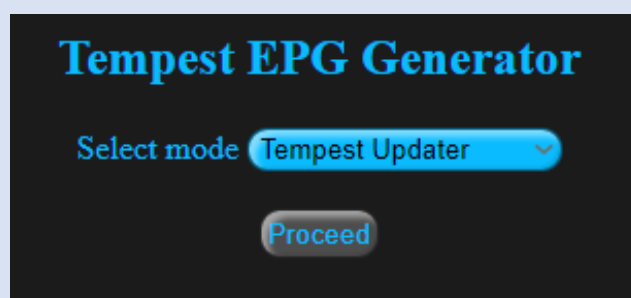 Tempest EPG Generator
Select mode Tempest Updater
Proceed